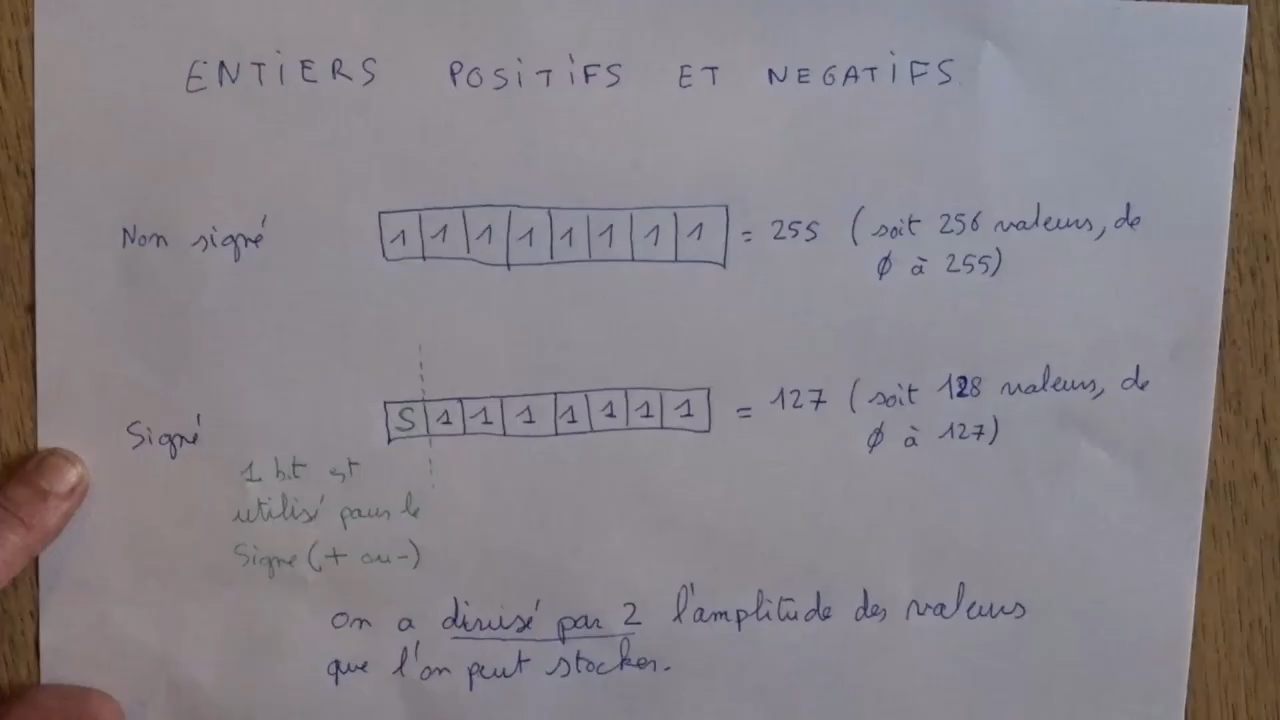 ENTIERS POSITIFS ET NEGATIFS
Non signé 1 1 1 1 1 1 1 1 = 255 (soit 256 valeurs, de
Ø à 255)
Signé S 1 1 1 1 1 1 1 = 127 (soit 128 valeurs, de
Ø à 127)
1 bit est
utilisé pour le
Signe (+ ou -)
On a divisé par 2 l'amplitude des valeurs
que l'on peut stocker.